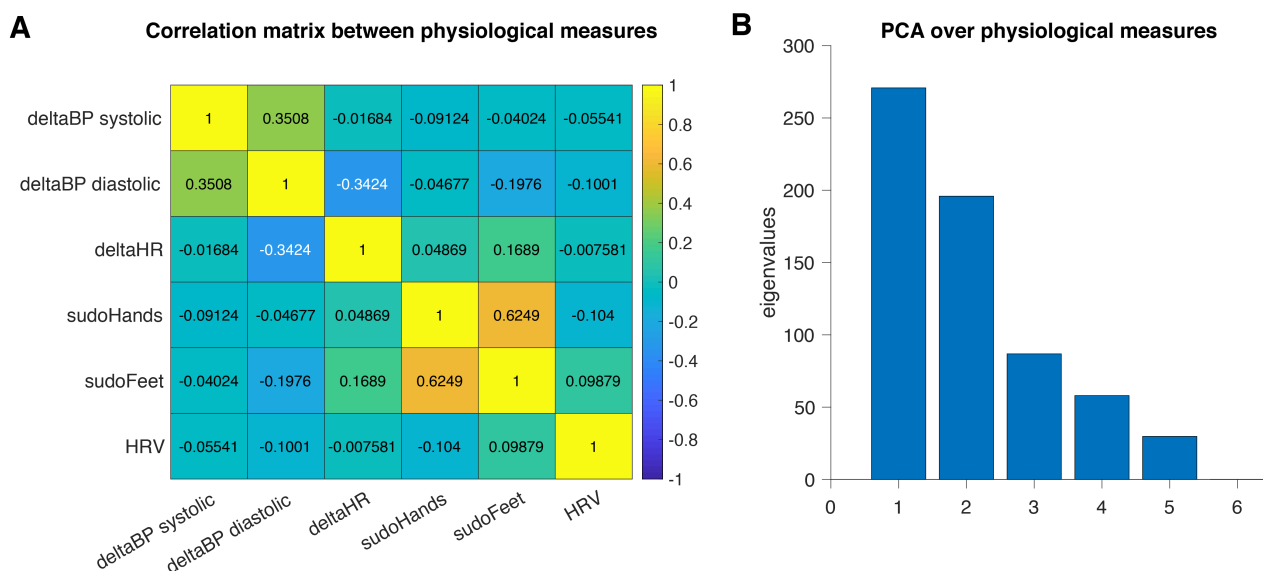 A
Correlation matrix between physiological measures
deltaBP systolic
1 0.3508 -0.01684 -0.09124 -0.04024 -0.05541
deltaBP diastolic
0.3508 1 -0.3424 -0.04677 -0.1976 -0.1001
deltaHR
-0.01684 -0.3424 1 0.04869 0.1689 -0.007581
sudoHands
-0.09124 -0.04677 0.04869 1 0.6249 -0.104
sudoFeet
-0.04024 -0.1976 0.1689 0.6249 1 0.09879
HRV
-0.05541 -0.1001 -0.007581 -0.104 0.09879 1
deltaBP systolic
deltaBP diastolic
deltaHR
sudoHands
sudoFeet
HRV
1
0.8
0.6
0.4
0.2
0
-0.2
-0.4
-0.6
-0.8
-1
B
PCA over physiological measures
eigenvalues
300
250
200
150
100
50
0
0 1 2 3 4 5 6